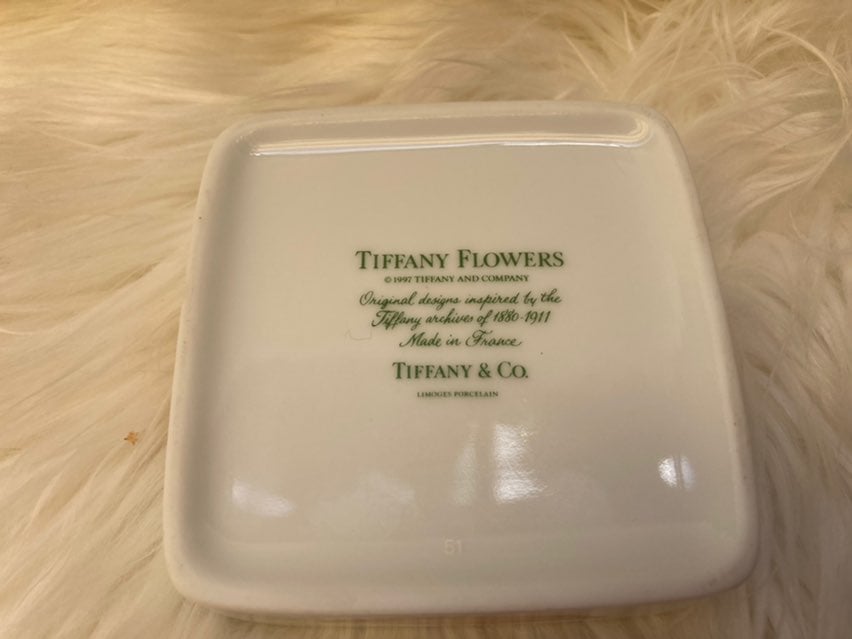 TIFFANY FLOWERS
© 1997 TIFFANY AND COMPANY
Original designs inspired by the
Tiffany archives of 1880-1911
Made in France
TIFFANY & CO.
LIMOGES PORCELAIN
51